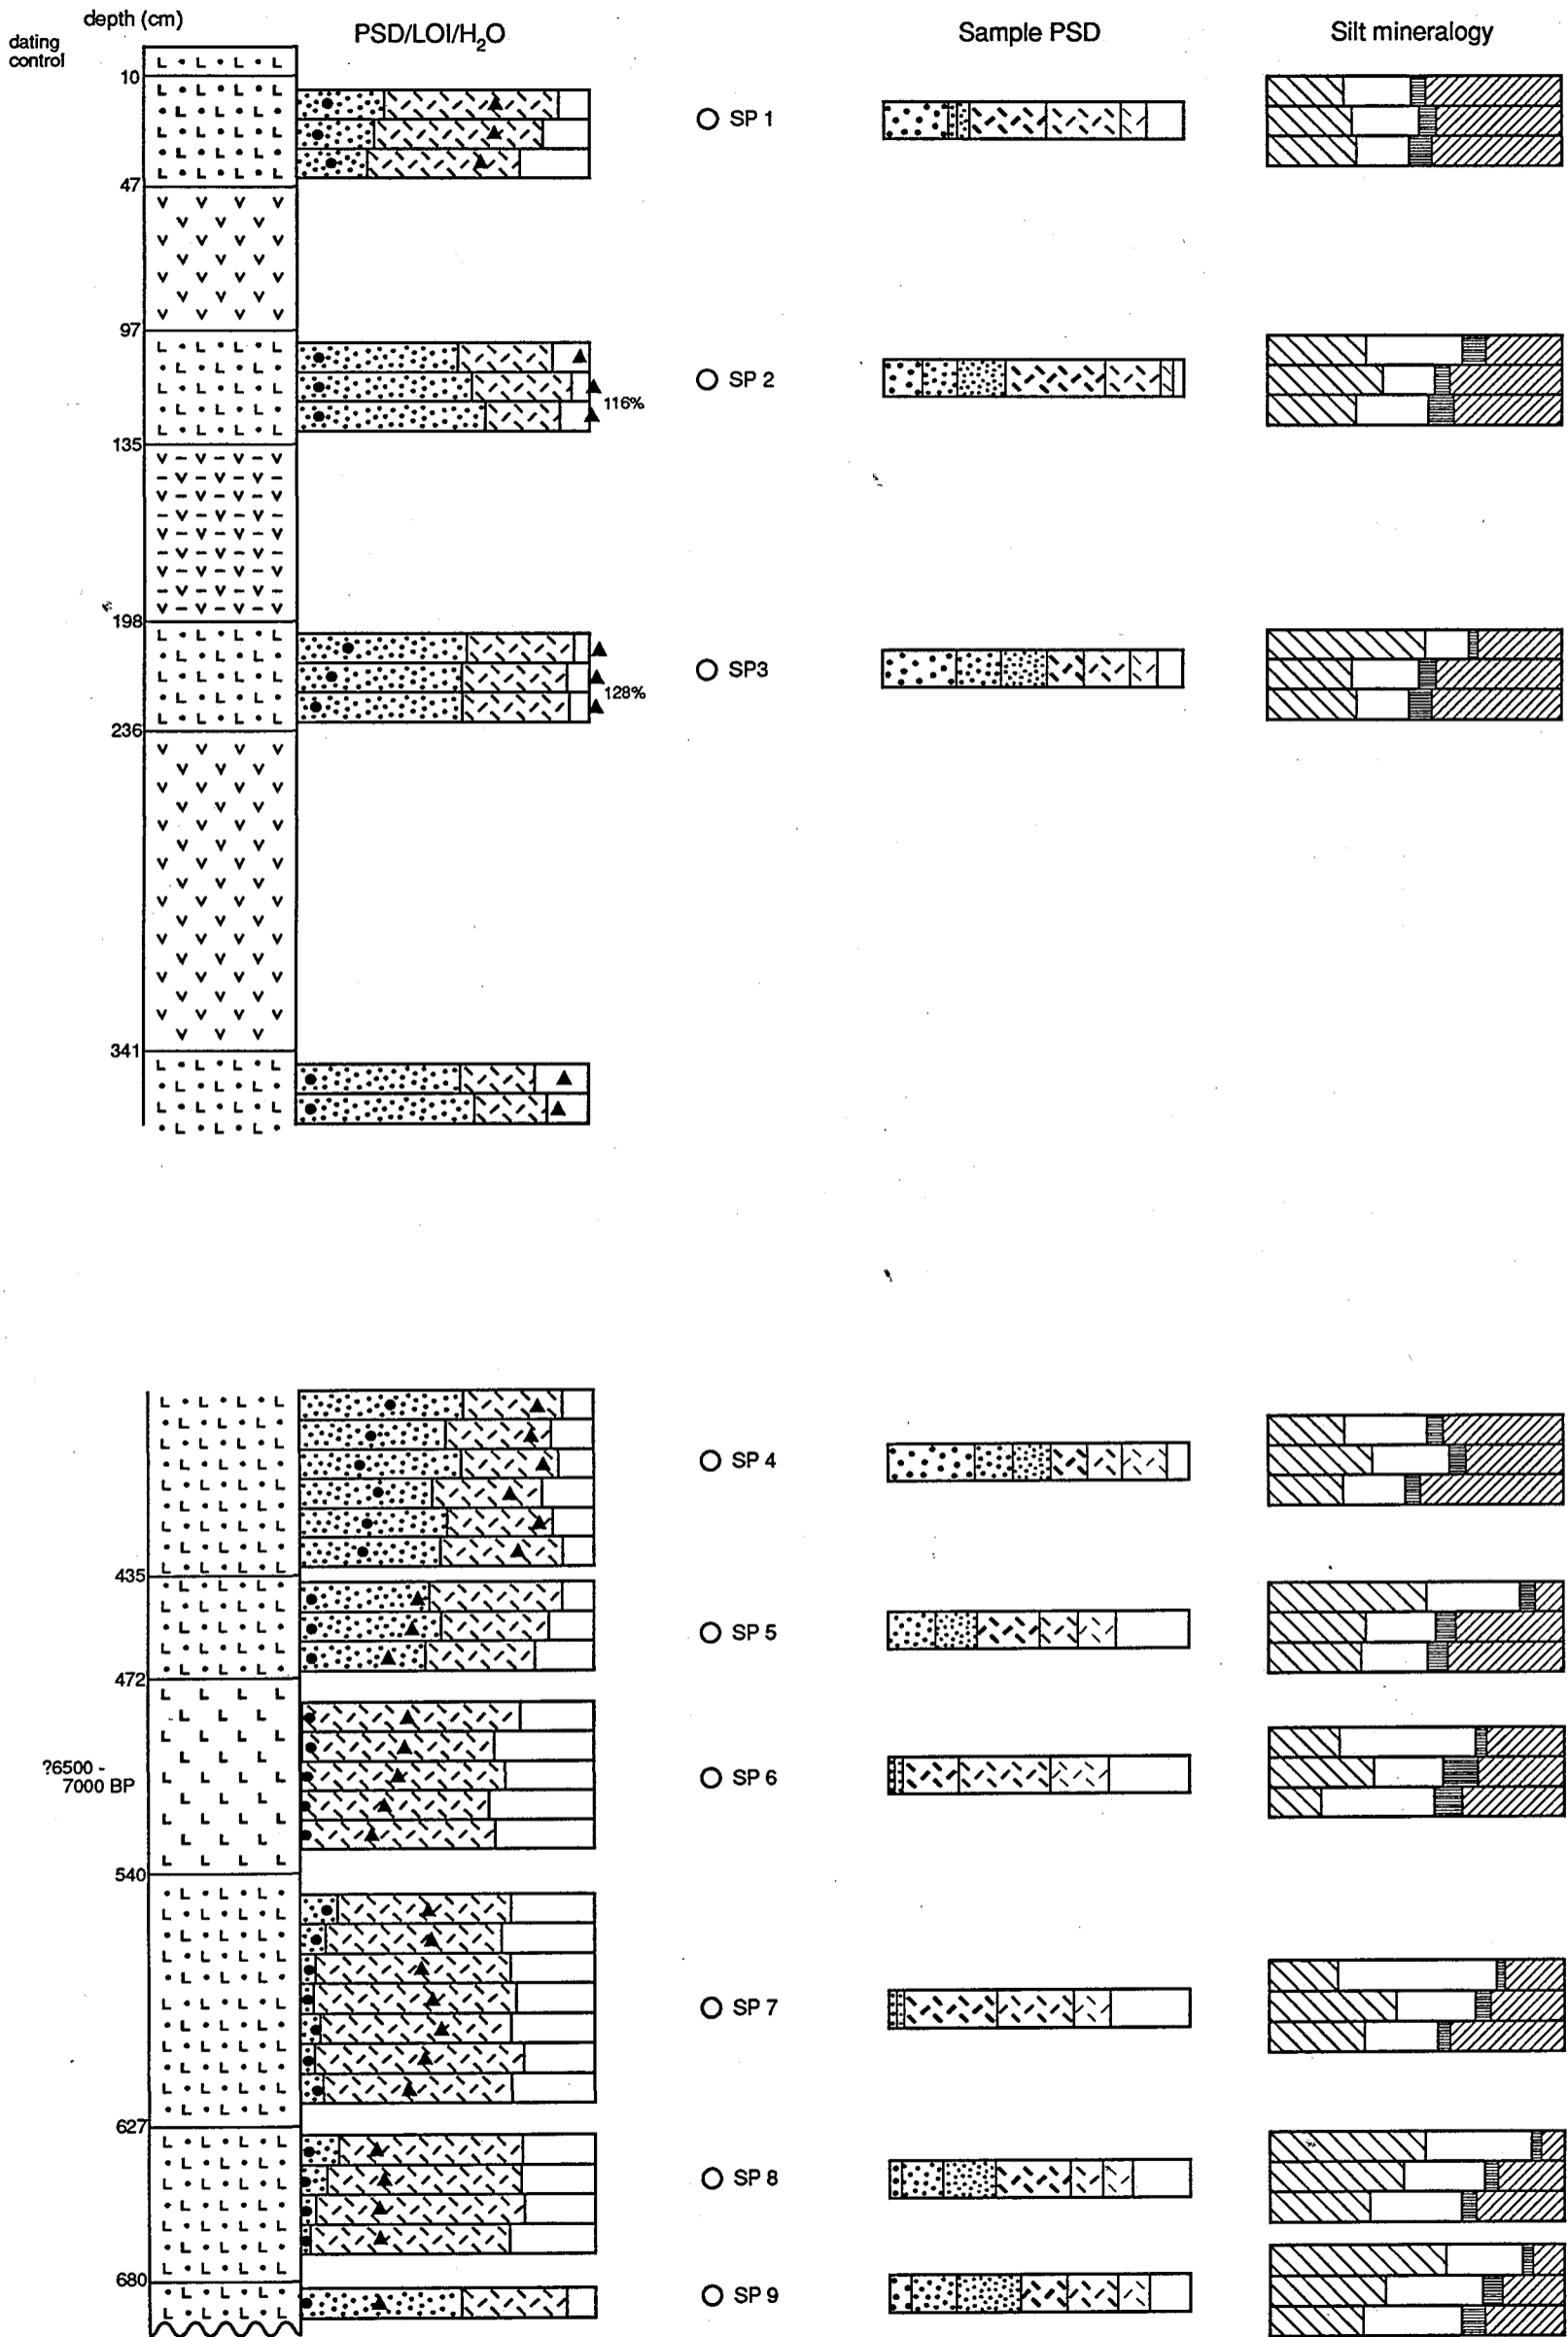 depth (cm)
dating
control
PSD/LOI/H₂O
Sample PSD
Silt mineralogy
10
SP 1
47
97
SP 2
116%
135
198
SP3
128%
236
341
SP 4
435
SP 5
472
?6500 -
7000 BP
SP 6
540
SP 7
627
SP 8
680
SP 9